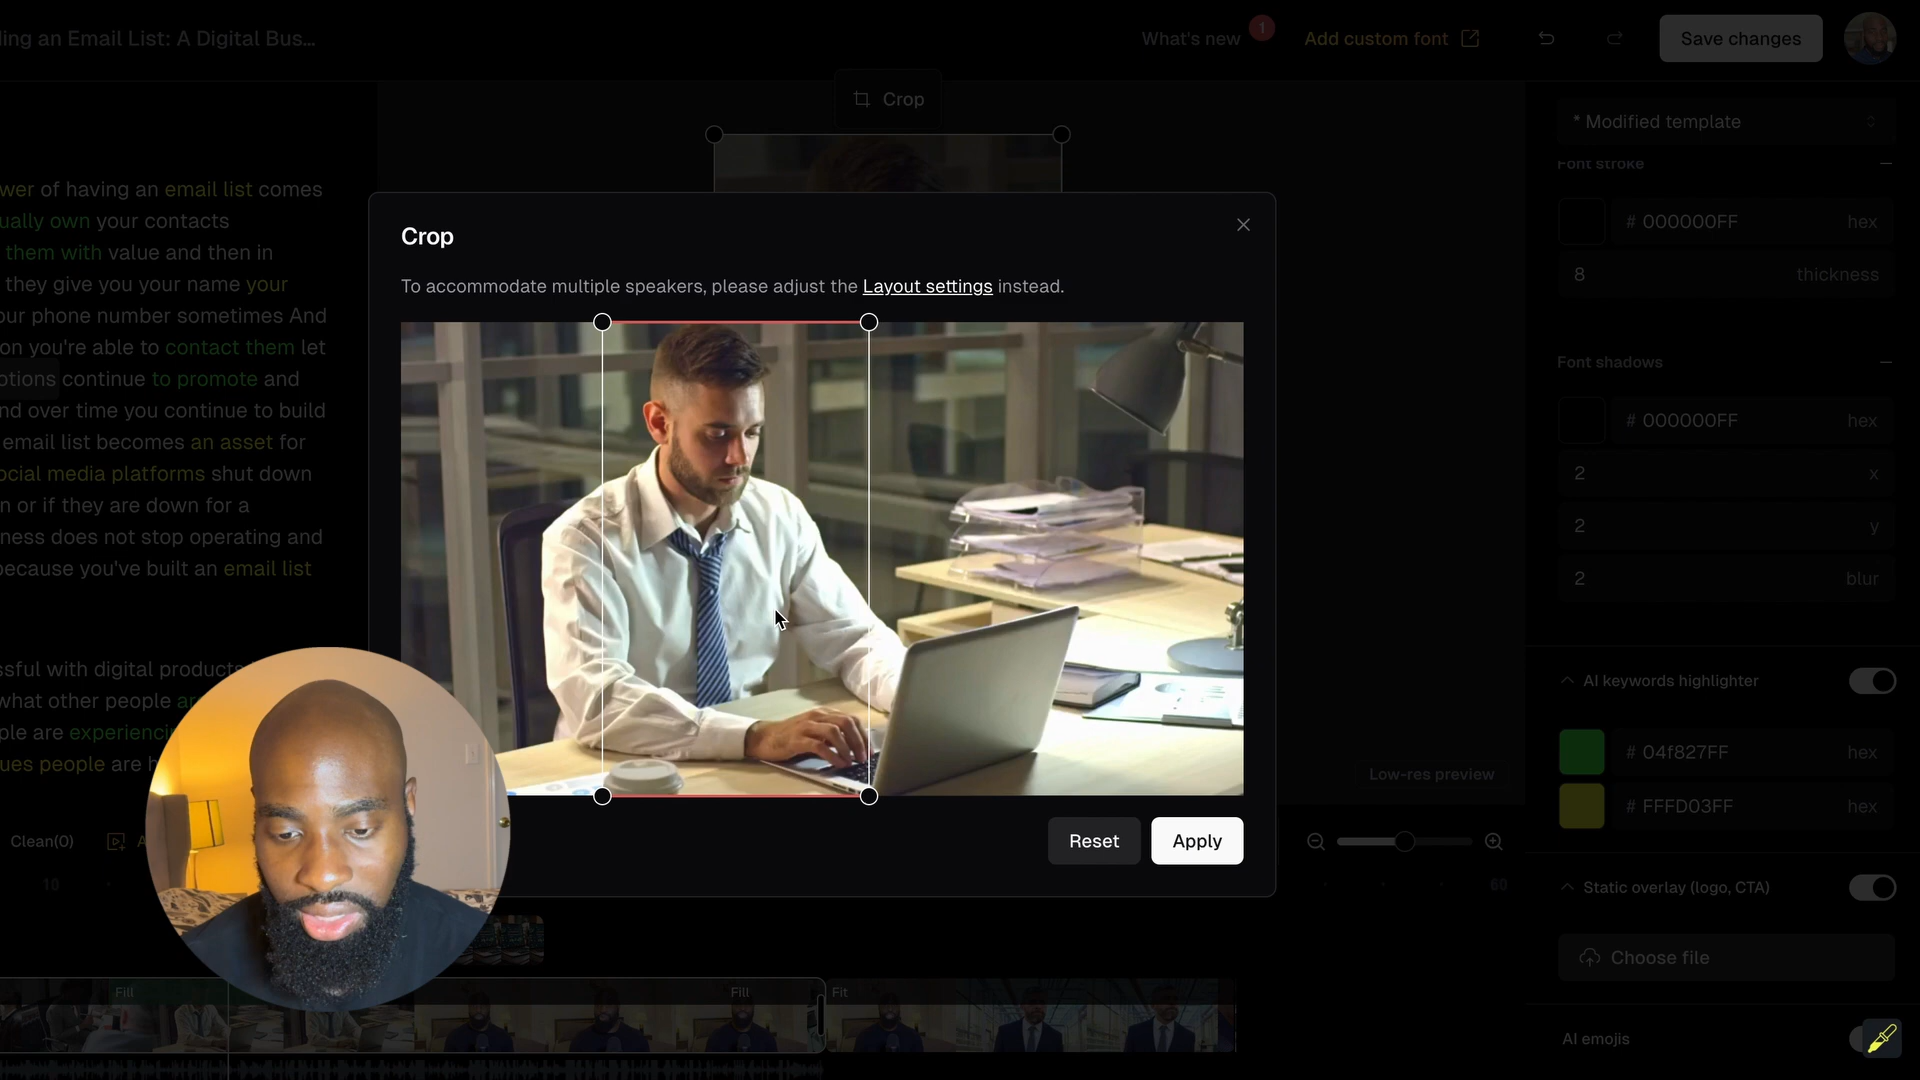 ing an Email List: A Digital Bus...
What's new
1
Add custom font
Save changes
Crop
* Modified template
Font stroke
# 000000FF hex
8 thickness
Font shadows
# 000000FF hex
2 x
2 y
2 blur
AI keywords highlighter
# 04f827FF hex
# FFFD03FF hex
Static overlay (logo, CTA)
Choose file
AI emojis
wer of having an email list comes
ually own your contacts
them with value and then in
they give you your name your
our phone number sometimes And
on you're able to contact them let
otions continue to promote and
nd over time you continue to build
email list becomes an asset for
ocial media platforms shut down
n or if they are down for a
ness does not stop operating and
because you've built an email list
ssful with digital products
what other people
ple are
ues people are
Crop
To accommodate multiple speakers, please adjust the Layout settings instead.
Reset
Apply
Low-res preview
Clean(0)
10
60
Fill
Fill
Fit